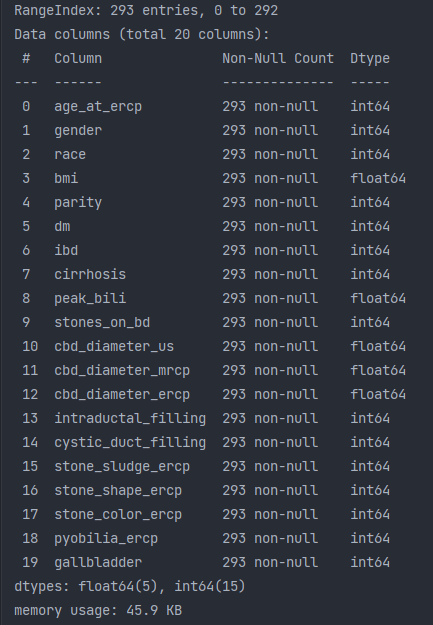 RangeIndex: 293 entries, 0 to 292
Data columns (total 20 columns):
 #   Column              Non-Null Count  Dtype
---  ------              --------------  -----
 0   age_at_ercp         293 non-null    int64
 1   gender              293 non-null    int64
 2   race                293 non-null    int64
 3   bmi                 293 non-null    float64
 4   parity              293 non-null    int64
 5   dm                  293 non-null    int64
 6   ibd                 293 non-null    int64
 7   cirrhosis           293 non-null    int64
 8   peak_bili           293 non-null    float64
 9   stones_on_bd        293 non-null    int64
 10  cbd_diameter_us     293 non-null    float64
 11  cbd_diameter_mrcp   293 non-null    float64
 12  cbd_diameter_ercp   293 non-null    float64
 13  intraductal_filling 293 non-null    int64
 14  cystic_duct_filling 293 non-null    int64
 15  stone_sludge_ercp   293 non-null    int64
 16  stone_shape_ercp    293 non-null    int64
 17  stone_color_ercp    293 non-null    int64
 18  pyobilia_ercp       293 non-null    int64
 19  gallbladder         293 non-null    int64
dtypes: float64(5), int64(15)
memory usage: 45.9 KB